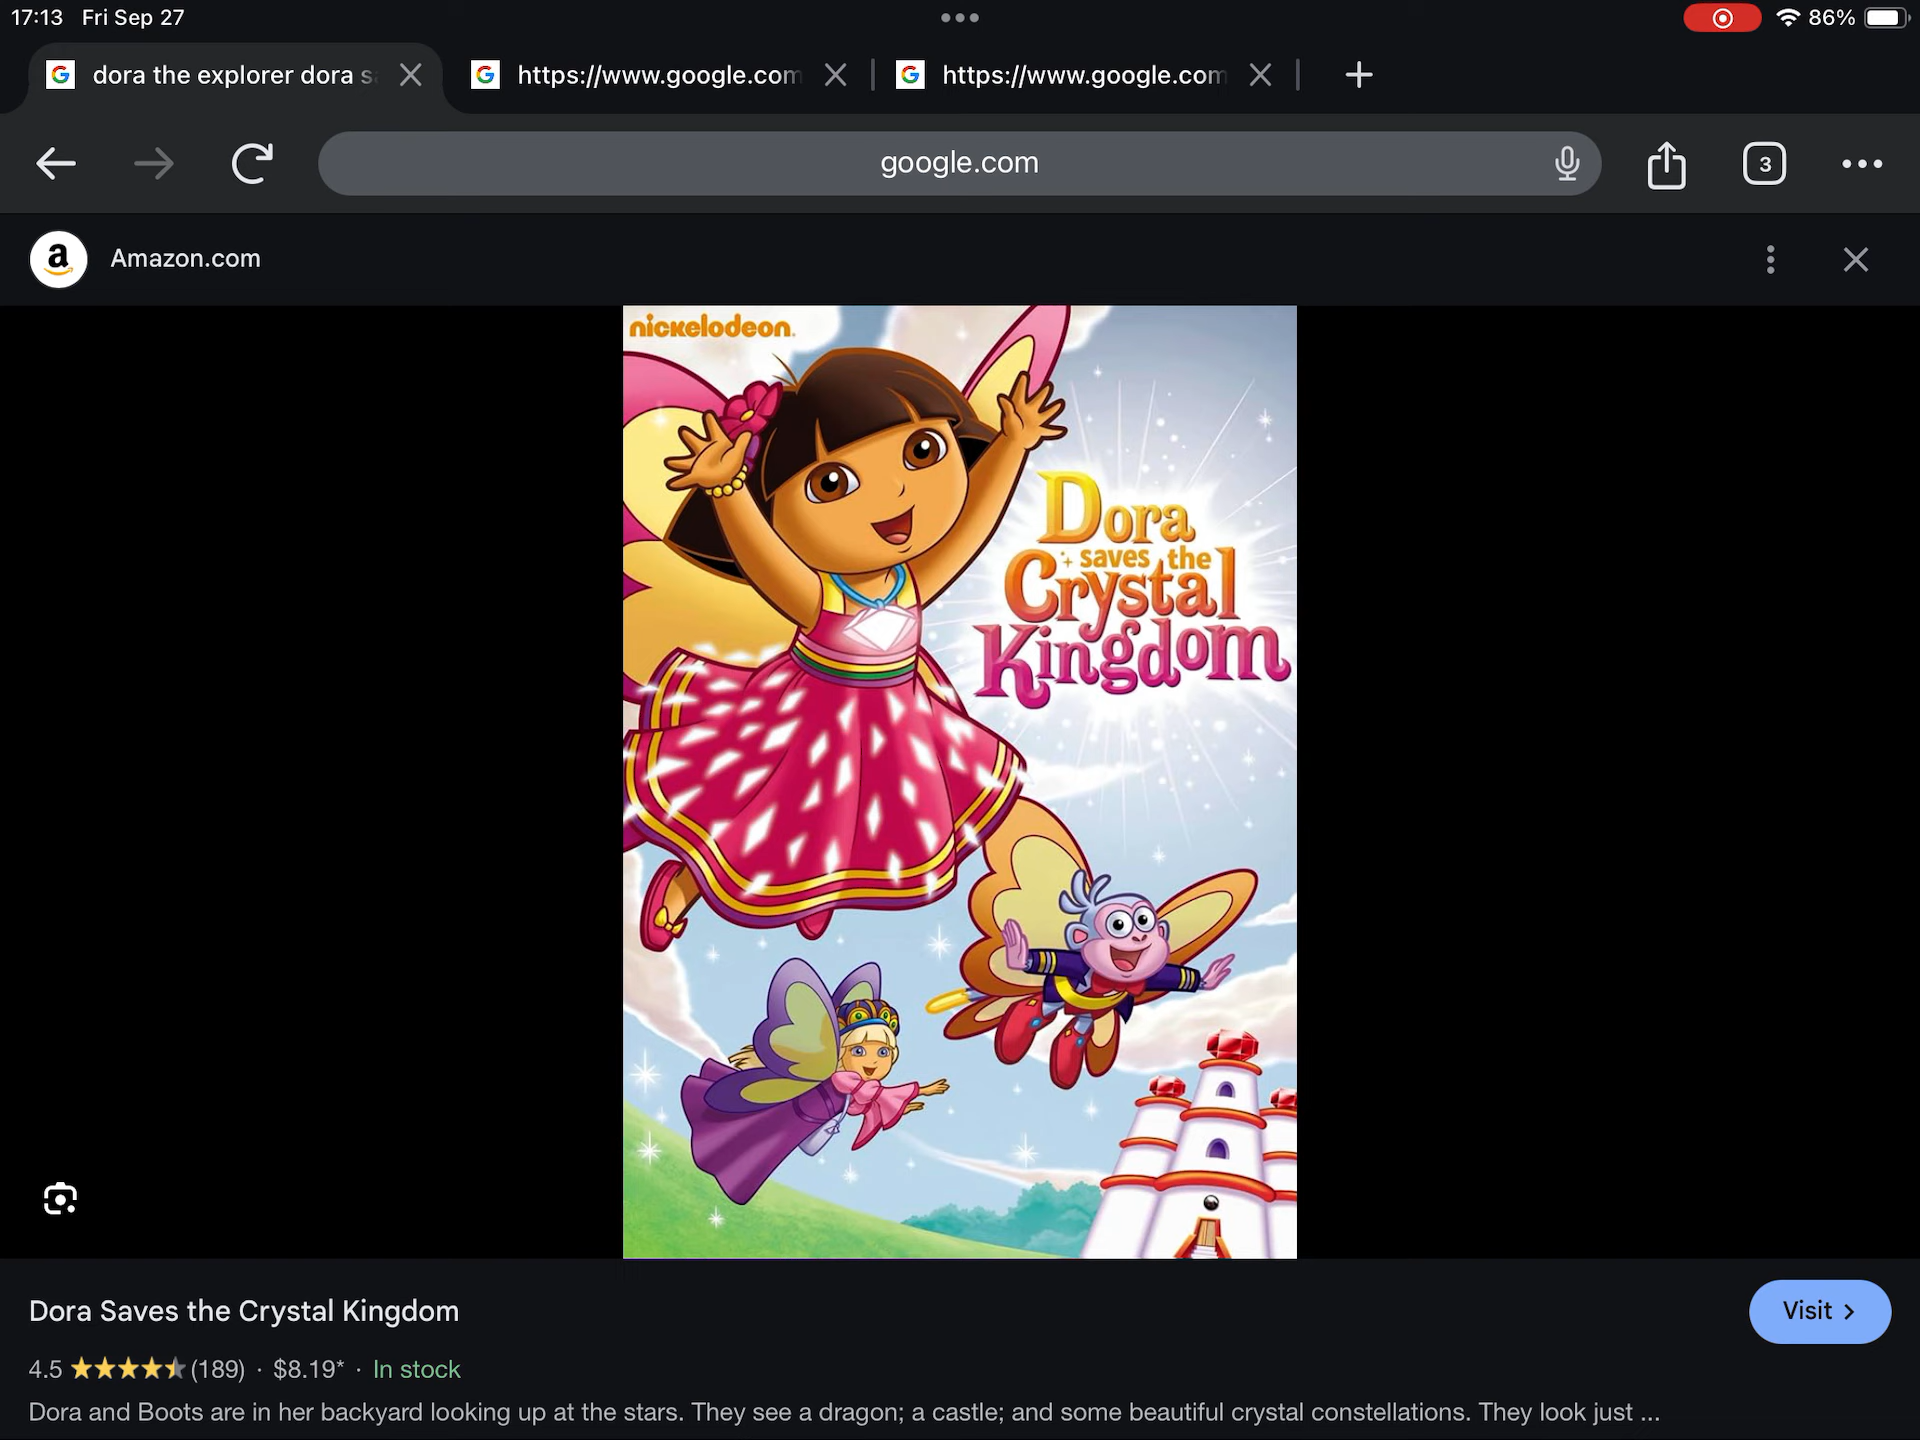 17:13 Fri Sep 27
86%
dora the explorer dora s
https://www.google.com
https://www.google.com
google.com
3
a
Amazon.com
nickelodeon
Dora
saves the
Crystal
Kingdom
Dora Saves the Crystal Kingdom
Visit
4.5 (189) · $8.19* · In stock
Dora and Boots are in her backyard looking up at the stars. They see a dragon; a castle; and some beautiful crystal constellations. They look just ...